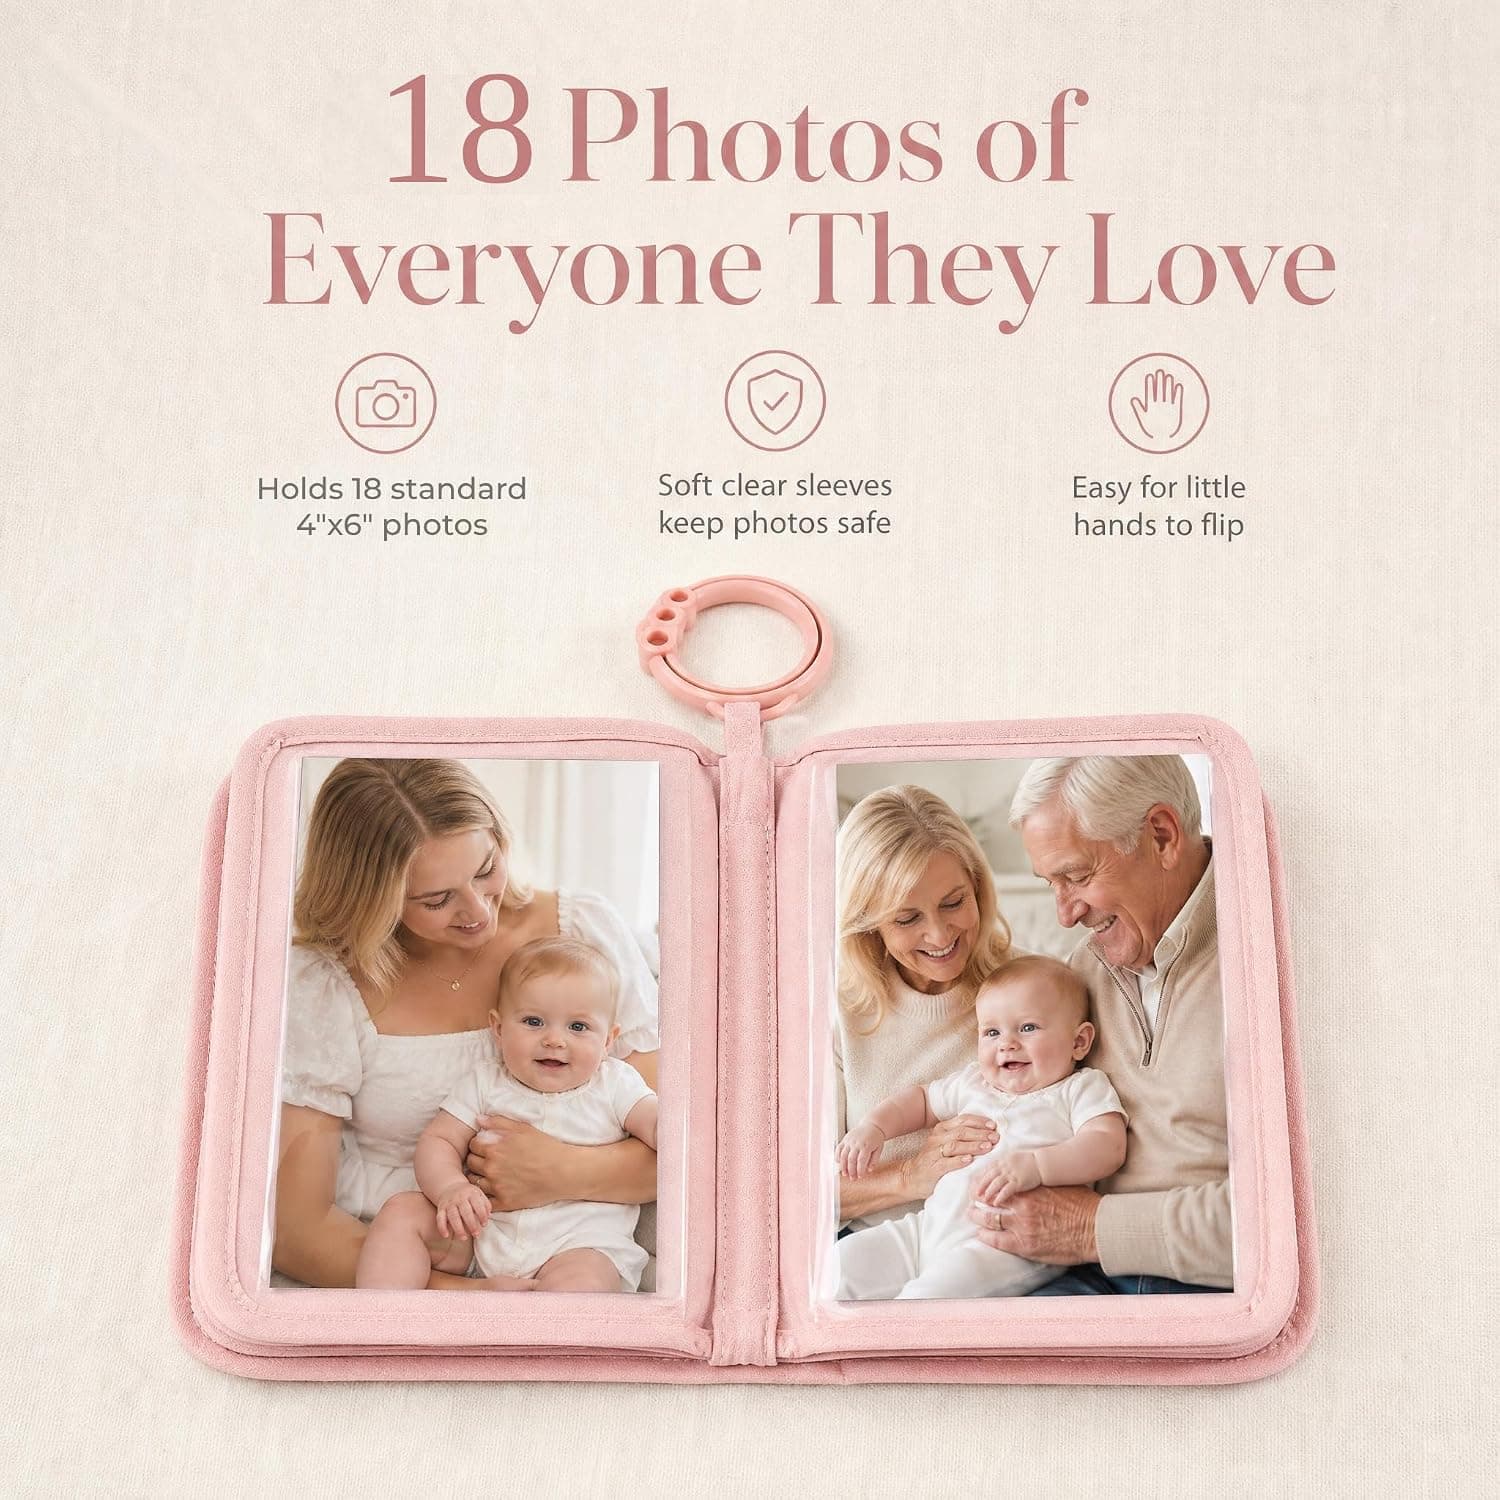 18 Photos of
Everyone They Love
Holds 18 standard
4"x6" photos
Soft clear sleeves
keep photos safe
Easy for little
hands to flip